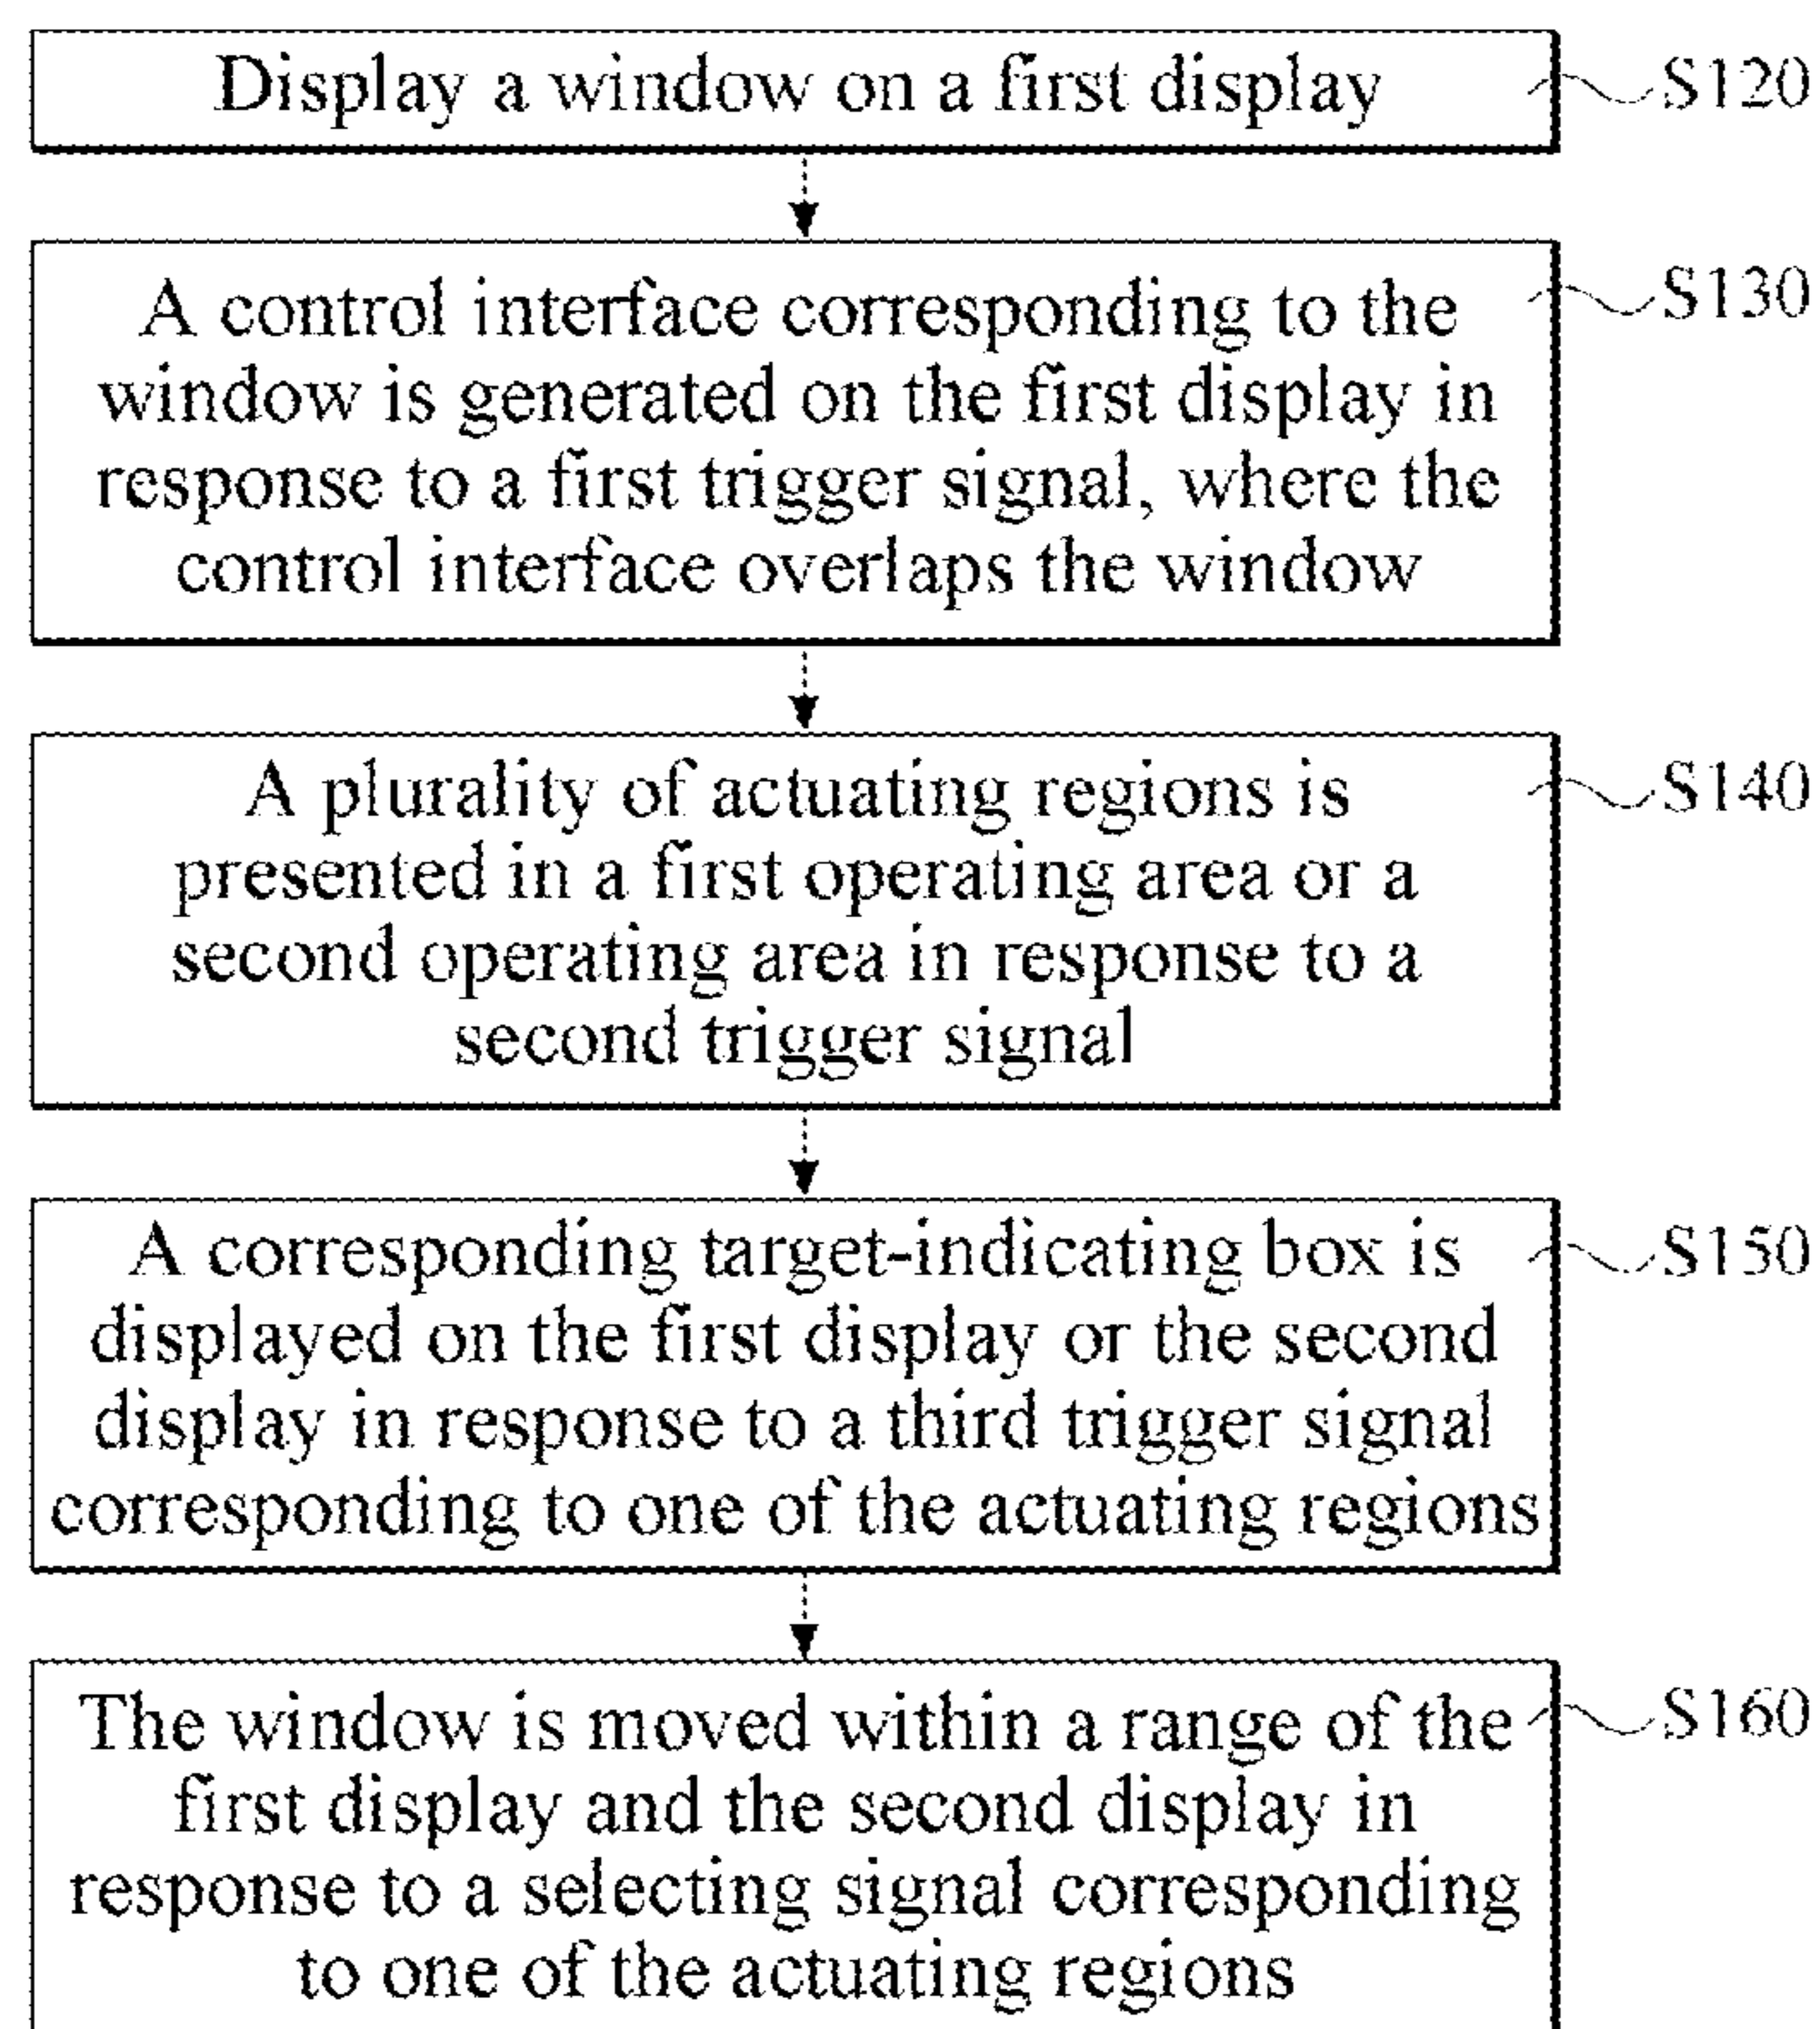 Display a window on a first display
S120
A control interface corresponding to the
S130
window is generated on the first display in
response to a first trigger signal, where the
control interface overlaps the window
A plurality of actuating regions is
S140
presented in a first operating area or a
second operating area in response to a
second trigger signal
A corresponding target-indicating box is
S150
displayed on the first display or the second
display in response to a third trigger signal
corresponding to one of the actuating regions
The window is moved within a range of the
S160
first display and the second display in
response to a selecting signal corresponding
to one of the actuating regions